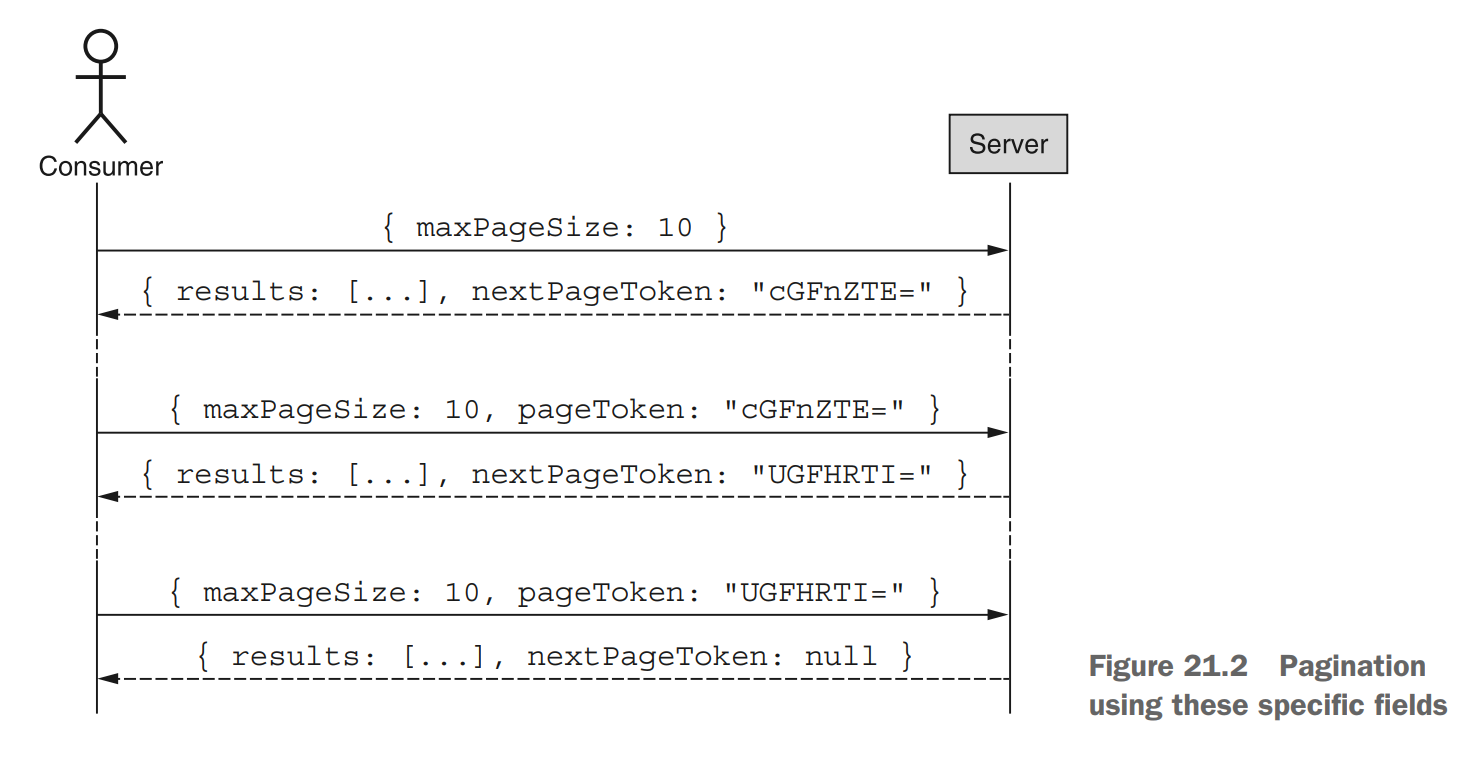 Consumer
Server
{ maxPageSize: 10 }
{ results: [...], nextPageToken: "cGFnZTE=" }
{ maxPageSize: 10, pageToken: "cGFnZTE=" }
{ results: [...], nextPageToken: "UGFHRTI=" }
{ maxPageSize: 10, pageToken: "UGFHRTI=" }
{ results: [...], nextPageToken: null }
Figure 21.2 Pagination
using these specific fields